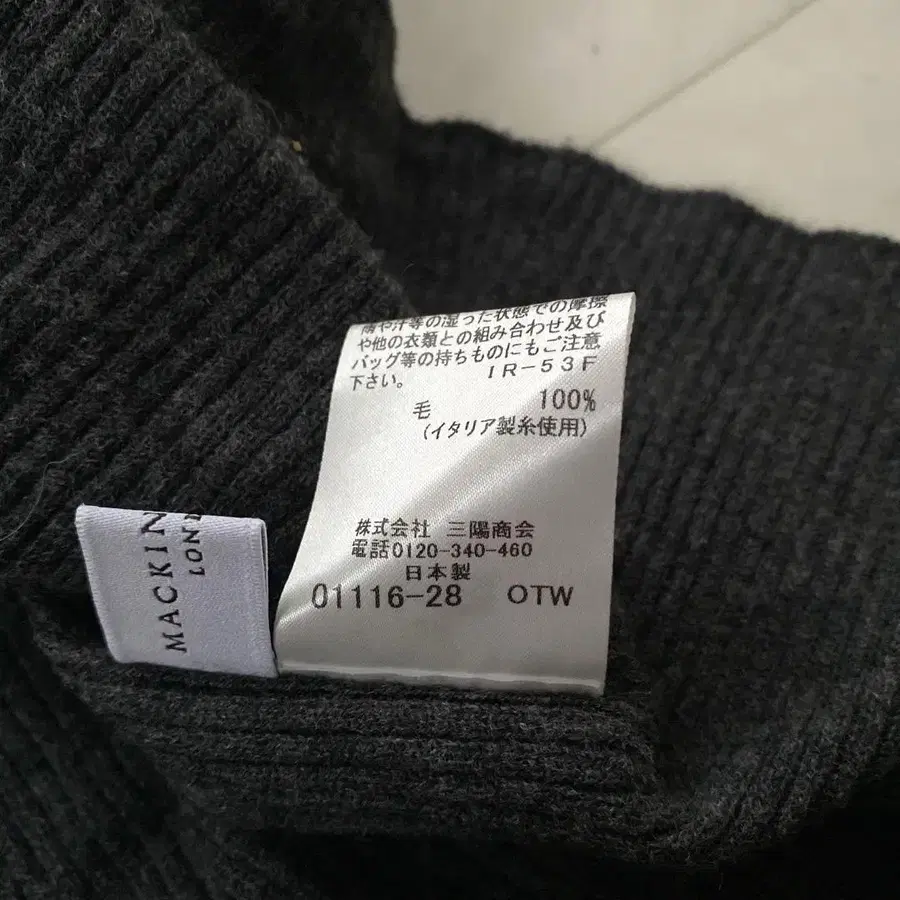 雨や汗等の湿った状態での摩擦
や他の衣類との組み合わせ及び
バッグ等の持ちものにもご注意
下さい。 IR-53F
毛 100%
(イタリア製糸使用)
株式会社 三陽商会
電話0120-340-460
日本製
01116-28 OTW
MACKIN
LON